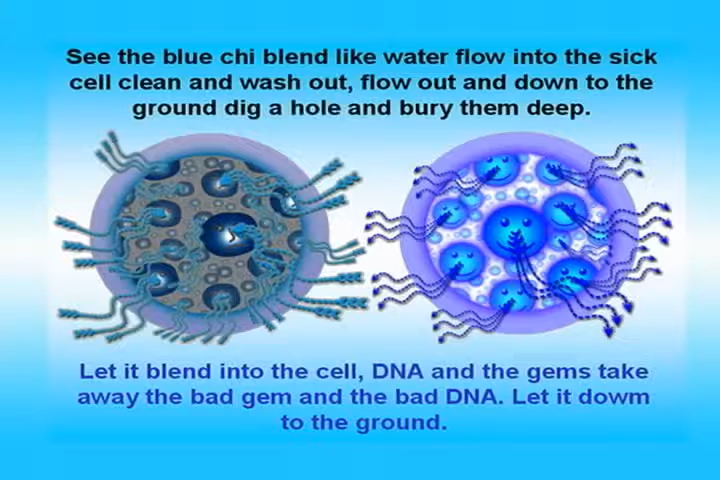 See the blue chi blend like water flow into the sick
cell clean and wash out, flow out and down to the
ground dig a hole and bury them deep.
Let it blend into the cell, DNA and the gems take
away the bad gem and the bad DNA. Let it dowm
to the ground.